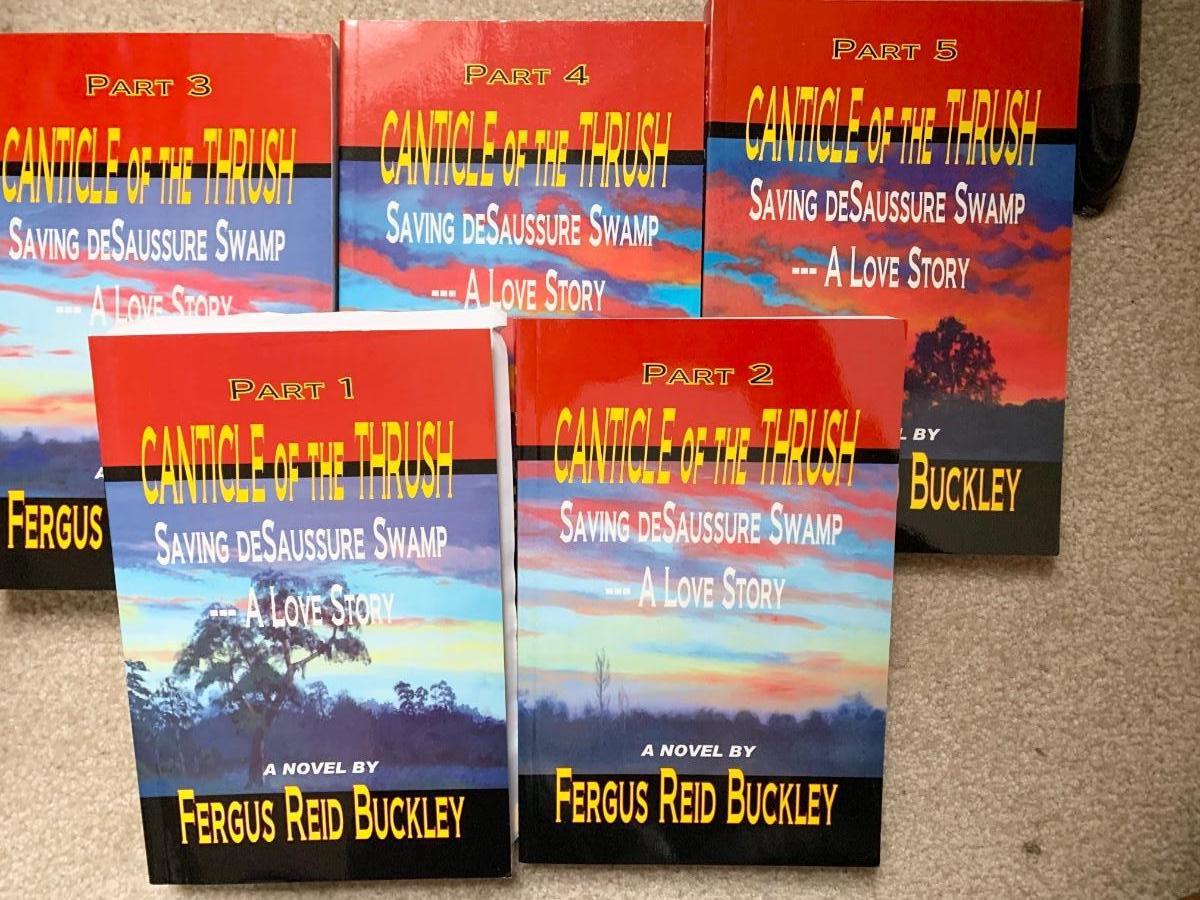 Part 3
CANTICLE OF THE THRUSH
Saving deSaussure Swamp
--- A Love Story
Fergus
Part 4
CANTICLE OF THE THRUSH
Saving deSaussure Swamp
--- A Love Story
Part 5
CANTICLE OF THE THRUSH
Saving deSaussure Swamp
--- A Love Story
BY
Buckley
Part 1
CANTICLE OF THE THRUSH
Saving deSaussure Swamp
--- A Love Story
A NOVEL BY
Fergus Reid Buckley
Part 2
CANTICLE OF THE THRUSH
Saving deSaussure Swamp
--- A Love Story
A NOVEL BY
Fergus Reid Buckley